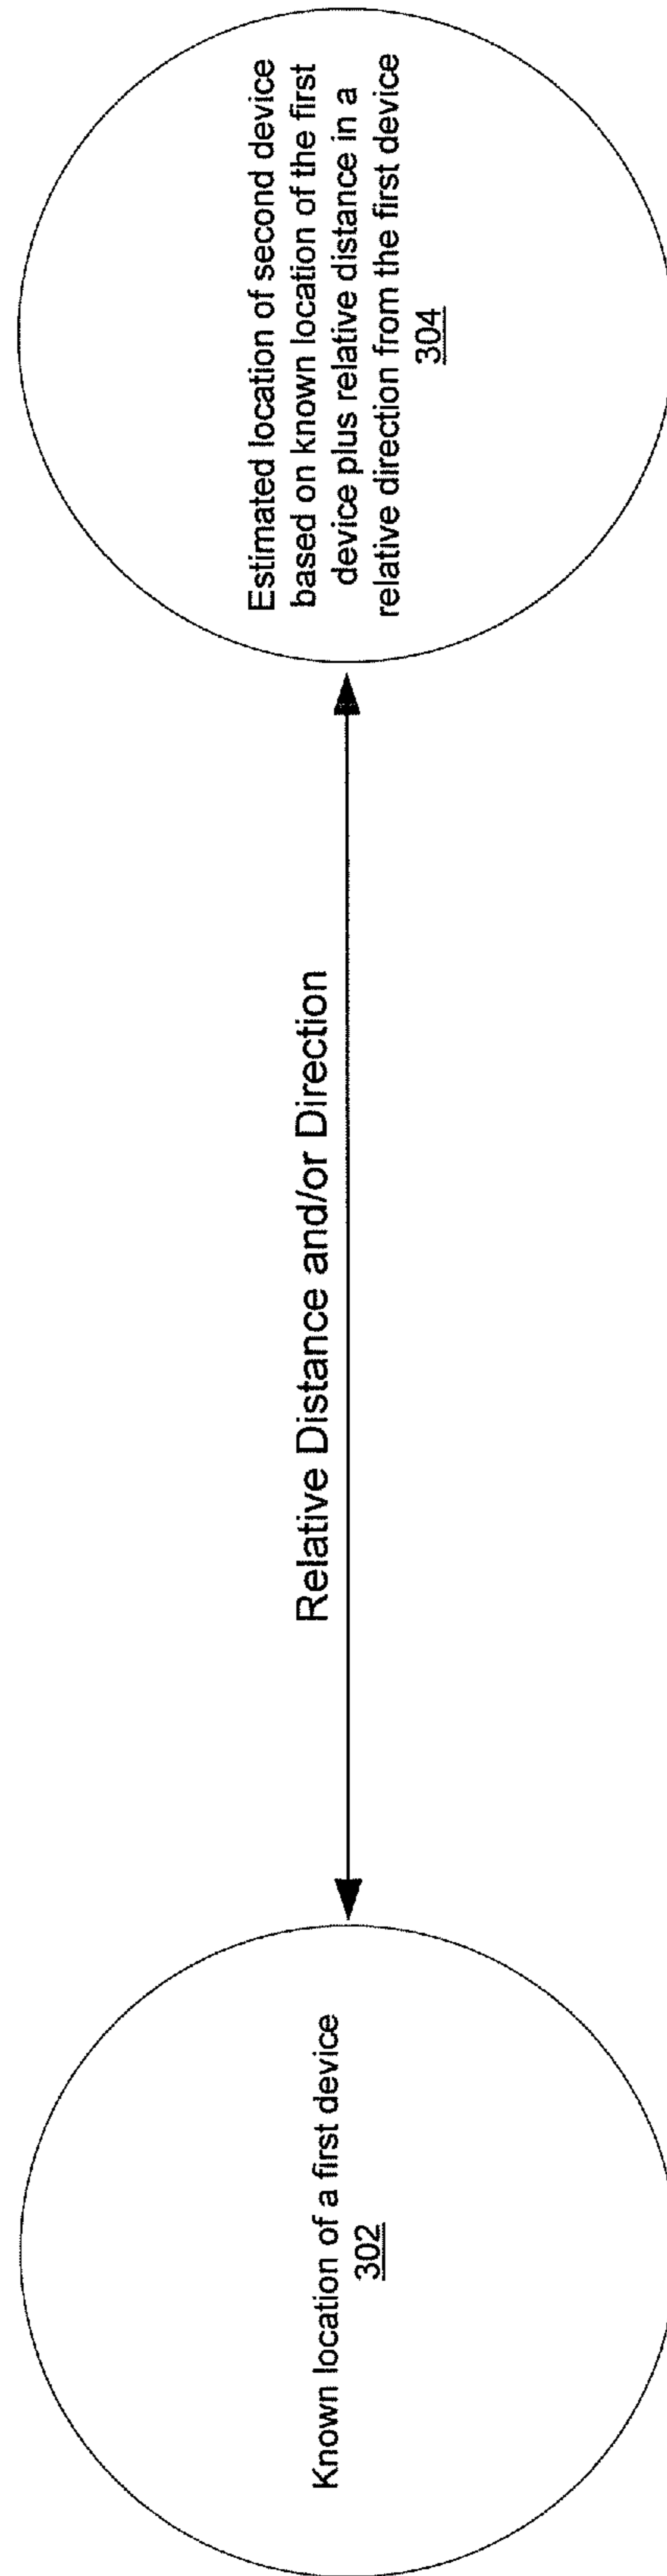 Known location of a first device
302
Relative Distance and/or Direction
Estimated location of second device
based on known location of the first
device plus relative distance in a
relative direction from the first device
304